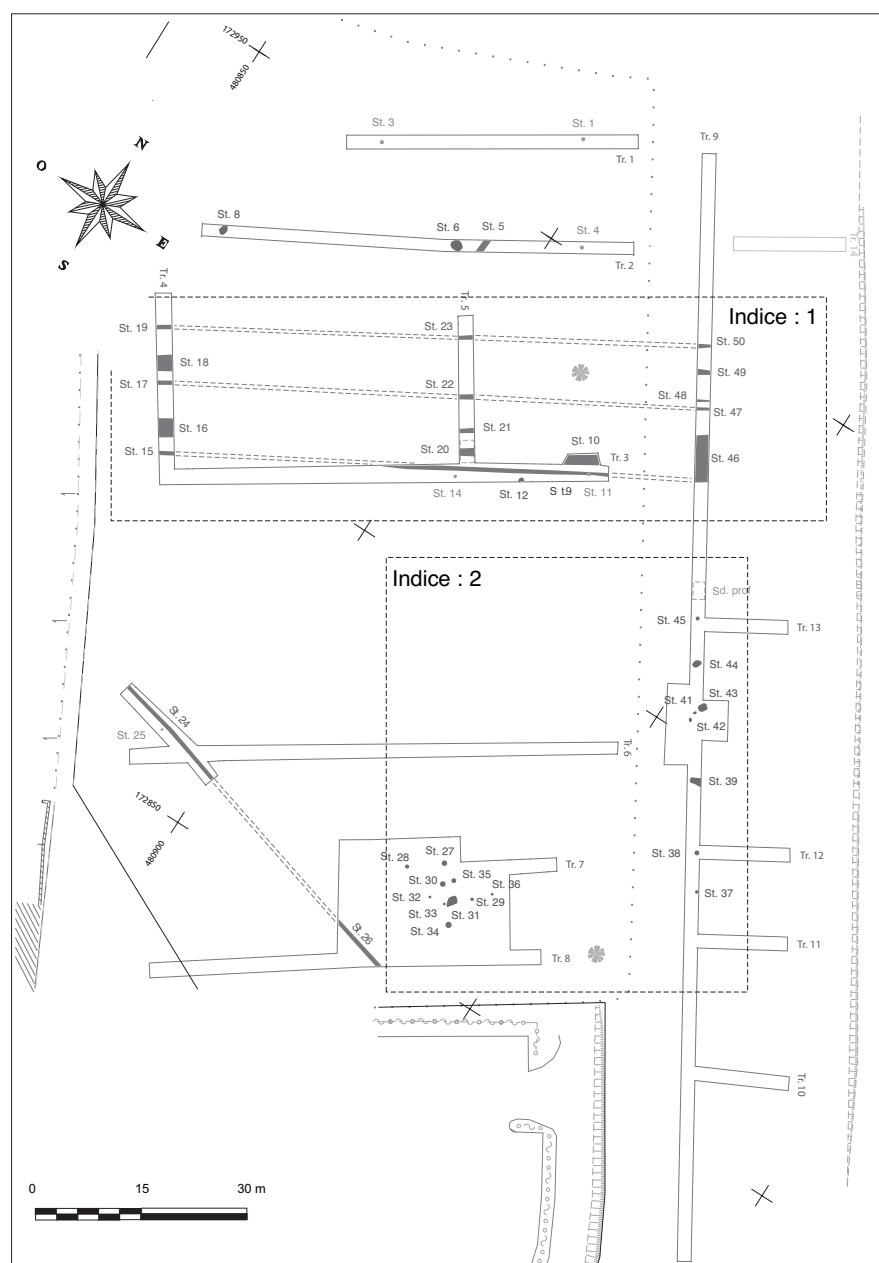 172950
480850
St. 3
St. 1
Tr. 9
Tr. 1
N
O
E
S
St. 8
St. 6
St. 5
St. 4
Tr. 2
Tr. 14
Tr. 4
Tr. 5
Indice : 1
St. 19
St. 23
St. 50
St. 18
St. 49
St. 17
St. 22
St. 48
St. 47
St. 16
St. 21
St. 15
St. 20
St. 10
Tr. 3
St. 46
St. 14
St. 12
S t.9
St. 11
Indice : 2
Sd. prof
St. 45
Tr. 13
St. 44
St. 24
St. 41
St. 43
St. 42
St. 25
Tr. 6
St. 39
172850
480900
St. 38
Tr. 12
St. 28
St. 27
Tr. 7
St. 35
St. 30
St. 36
St. 37
St. 32
St. 29
St. 33
St. 31
St. 34
St. 26
Tr. 8
Tr. 11
Tr. 10
0
15
30 m